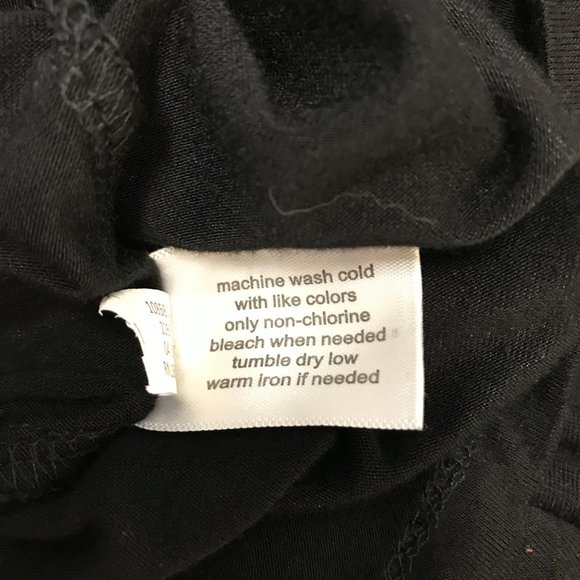 machine wash cold
with like colors
only non-chlorine
bleach when needed
tumble dry low
warm iron if needed